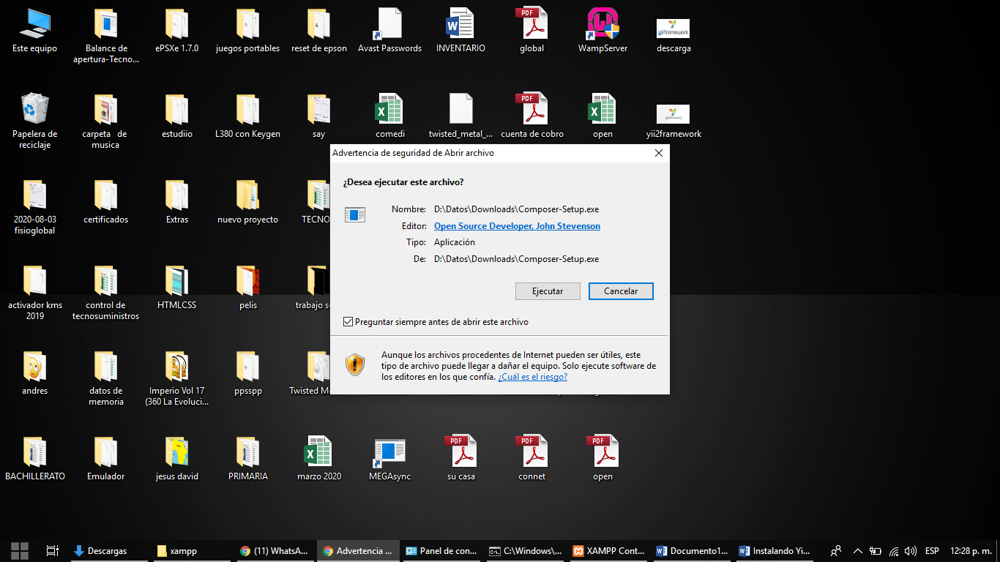 Este equipo
Balance de
apertura-Tecno...
ePSXe 1.7.0
juegos portables
reset de epson
Avast Passwords
INVENTARIO
global
WampServer
descarga
Papelera de
reciclaje
carpeta de
musica
estudiio
L380 con Keygen
say
comedi
twisted_metal_...
cuenta de cobro
open
yii2framework
Advertencia de seguridad de Abrir archivo
¿Desea ejecutar este archivo?
Nombre: D:\Datos\Downloads\Composer-Setup.exe
Editor: Open Source Developer, John Stevenson
Tipo: Aplicación
De: D:\Datos\Downloads\Composer-Setup.exe
Ejecutar
Cancelar
Preguntar siempre antes de abrir este archivo
Aunque los archivos procedentes de Internet pueden ser útiles, este
tipo de archivo puede llegar a dañar el equipo. Solo ejecute software de
los editores en los que confía. ¿Cuál es el riesgo?
2020-08-03
fisioglobal
certificados
Extras
nuevo proyecto
TECNO
activador kms
2019
control de
tecnosuministros
HTMLCSS
pelis
trabajo s
andres
datos de
memoria
Imperio Vol 17
(360 La Evoluci...
ppsspp
Twisted M
BACHILLERATO
Emulador
jesus david
PRIMARIA
marzo 2020
MEGAsync
su casa
connet
open
Descargas
xampp
(11) WhatsA...
Advertencia ...
Panel de con...
C:\Windows\...
XAMPP Cont...
Documento1...
Instalando Yi...
ESP
12:28 p. m.